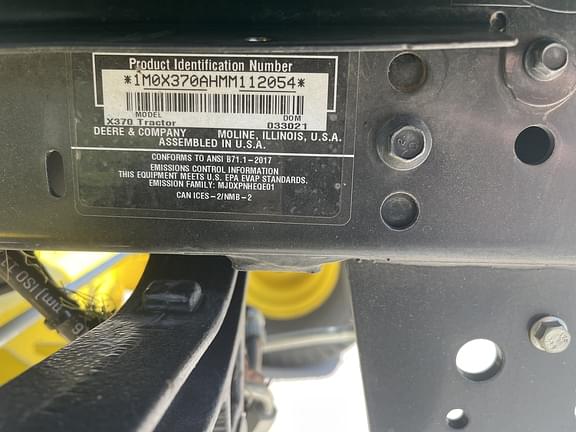 Product Identification Number
*1M0X370AHMM112054*
MODEL DOM
X370 Tractor 033021
DEERE & COMPANY MOLINE, ILLINOIS, U.S.A.
ASSEMBLED IN U.S.A.
CONFORMS TO ANSI B71.1-2017
EMISSIONS CONTROL INFORMATION
THIS EQUIPMENT MEETS U.S. EPA EVAP STANDARDS.
EMISSION FAMILY: MJDXPNHEQE01
CAN ICES-2/NMB-2